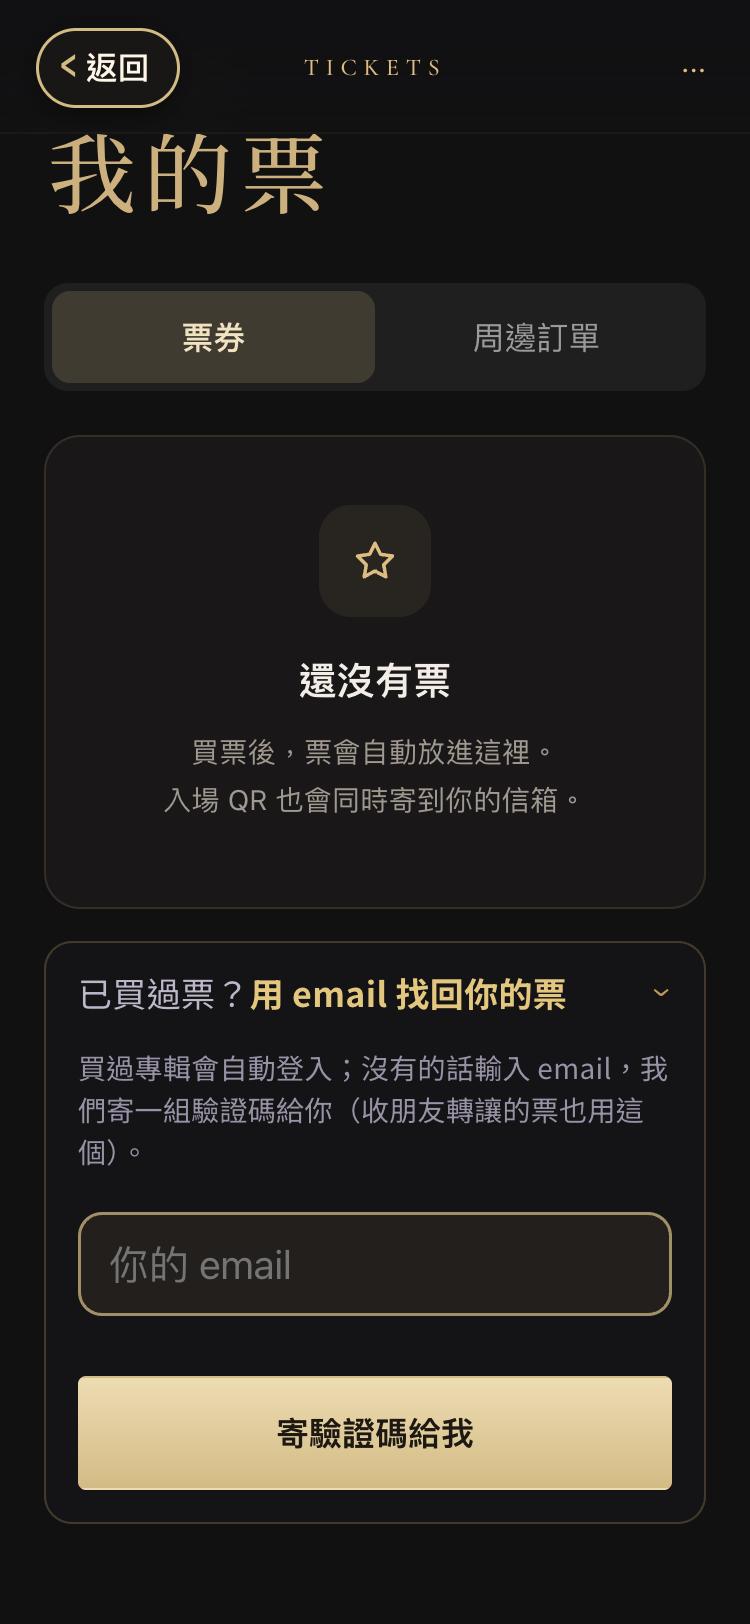 返回
TICKETS
...
我的票
票券
周邊訂單
還沒有票
買票後，票會自動放進這裡。
入場 QR 也會同時寄到你的信箱。
已買過票？用 email 找回你的票
買過專輯會自動登入；沒有的話輸入 email，我
們寄一組驗證碼給你（收朋友轉讓的票也用這
個）。
你的 email
寄驗證碼給我